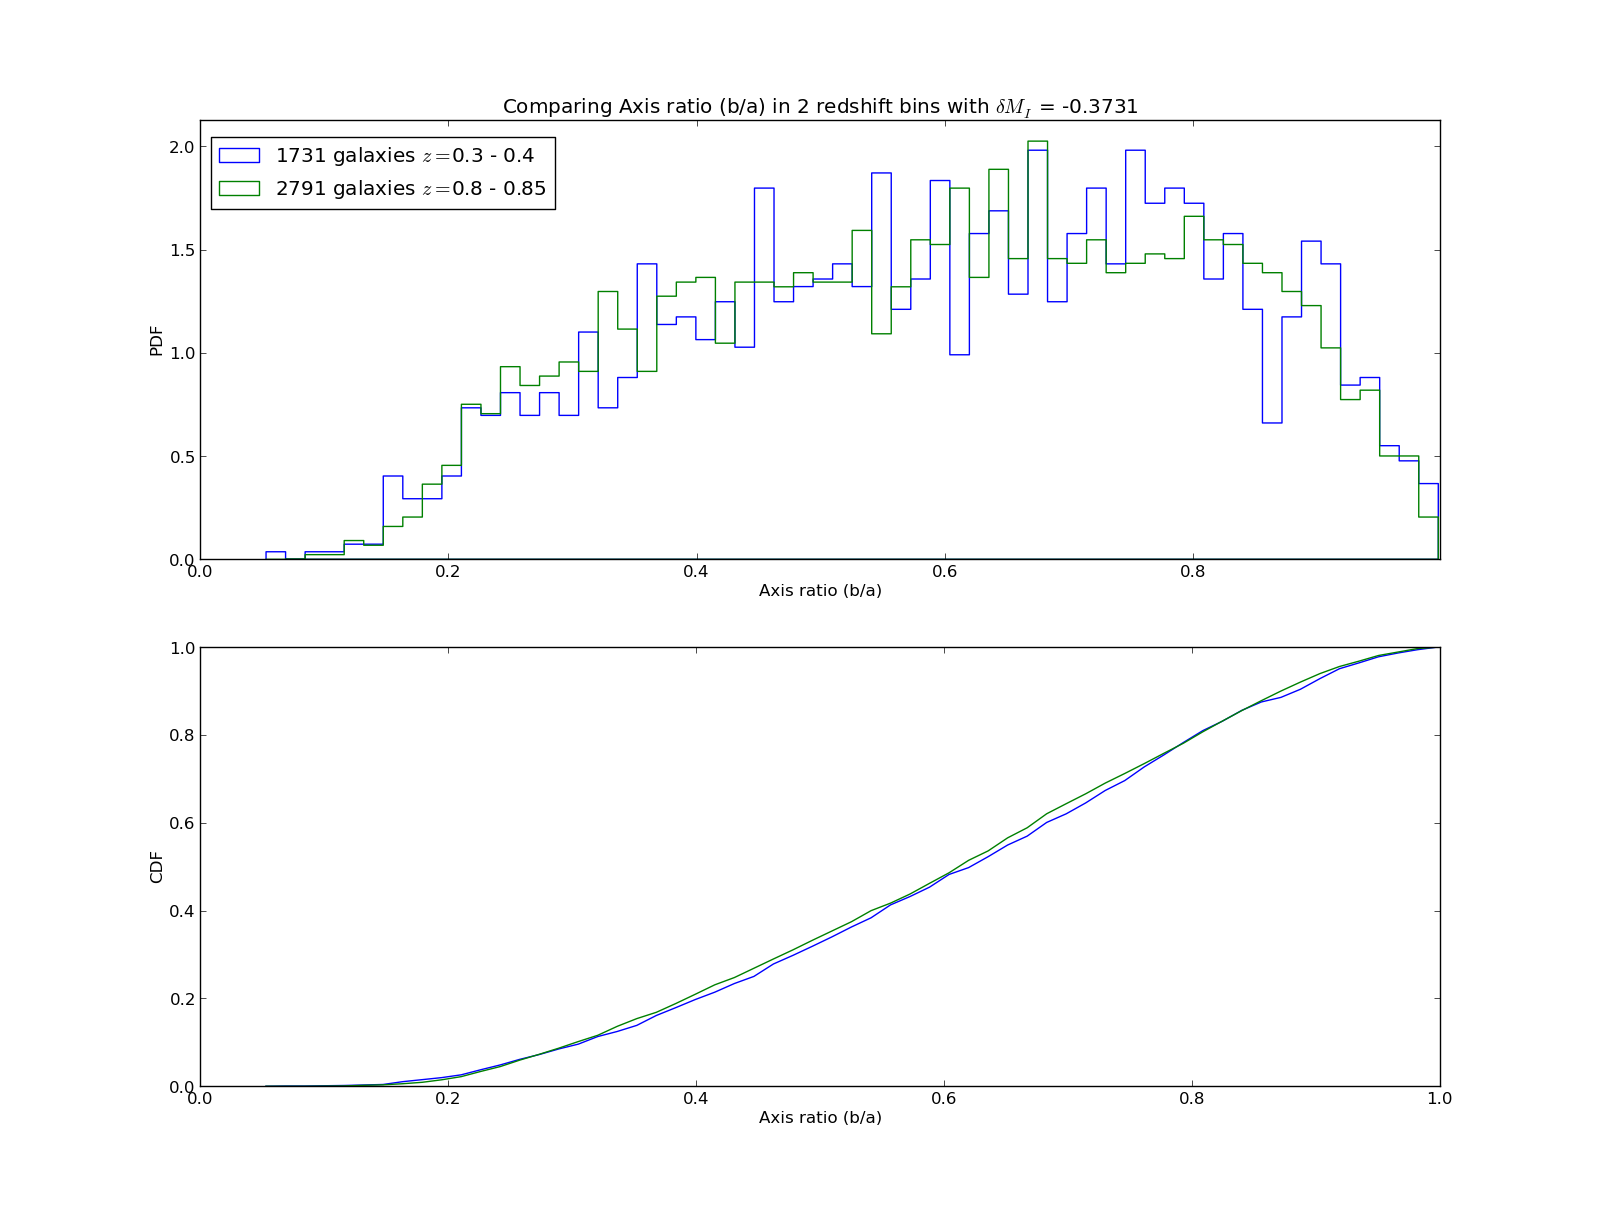 Comparing Axis ratio (b/a) in 2 redshift bins with δM_I = -0.3731
1731 galaxies z=0.3 - 0.4
2791 galaxies z=0.8 - 0.85
2.0
1.5
1.0
0.5
0.0
PDF
0.0 0.2 0.4 0.6 0.8
Axis ratio (b/a)
1.0
0.8
0.6
0.4
0.2
0.0
CDF
0.0 0.2 0.4 0.6 0.8 1.0
Axis ratio (b/a)